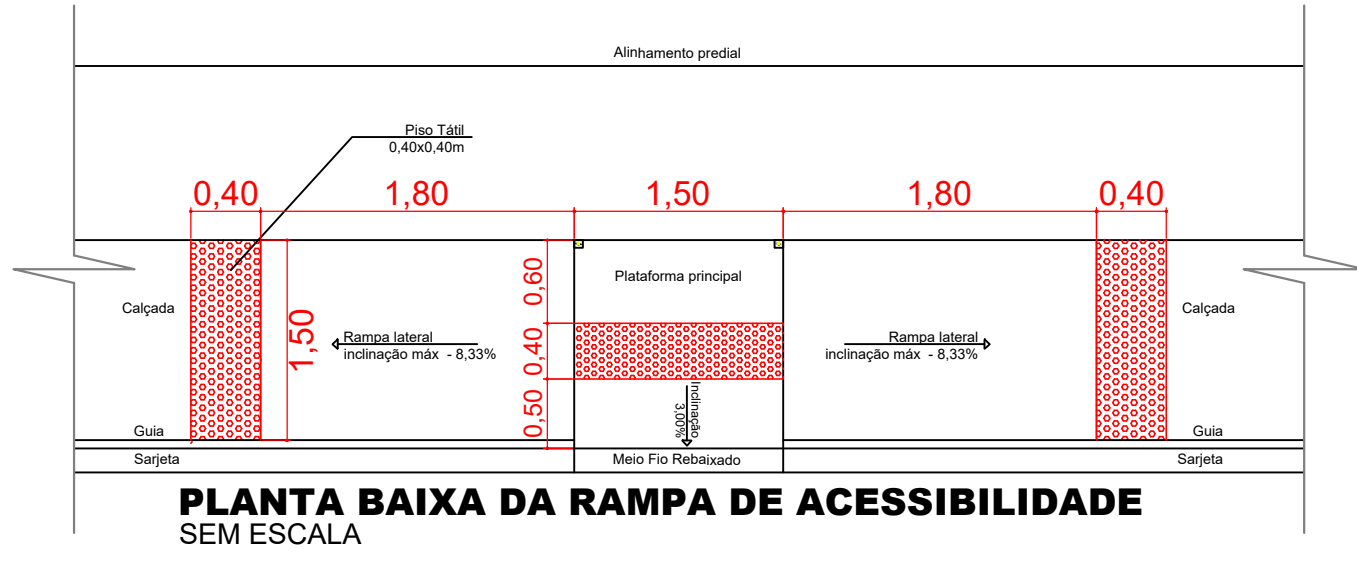 Alinhamento predial
Piso Tátil
0,40x0,40m
0,40
1,80
1,50
1,80
0,40
Calçada
1,50
Rampa lateral
inclinação máx - 8,33%
0,60
0,40
0,50
Plataforma principal
Inclinação
3,00%
Rampa lateral
inclinação máx - 8,33%
Calçada
Guia
Guia
Sarjeta
Meio Fio Rebaixado
Sarjeta
PLANTA BAIXA DA RAMPA DE ACESSIBILIDADE
SEM ESCALA